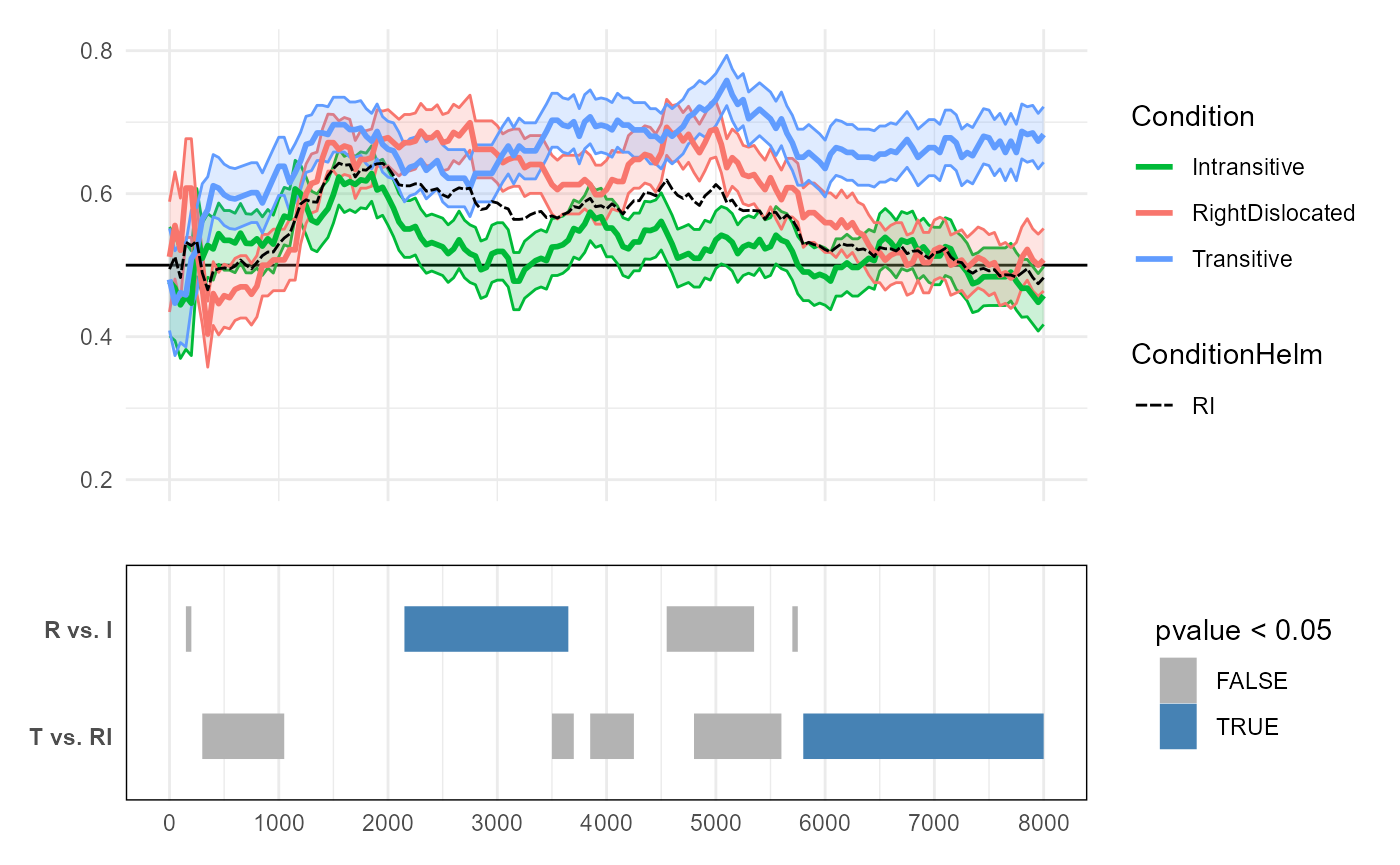 0.8
0.6
0.4
0.2
Condition
Intransitive
RightDislocated
Transitive
ConditionHelm
RI
R vs. I
T vs. RI
0 1000 2000 3000 4000 5000 6000 7000 8000
pvalue < 0.05
FALSE
TRUE